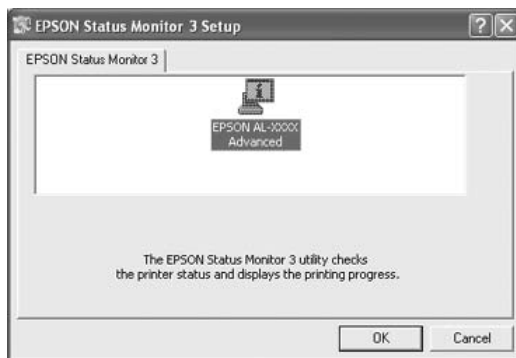 EPSON Status Monitor 3 Setup
EPSON Status Monitor 3
EPSON AL-XXXX
Advanced
The EPSON Status Monitor 3 utility checks
the printer status and displays the printing progress.
OK
Cancel